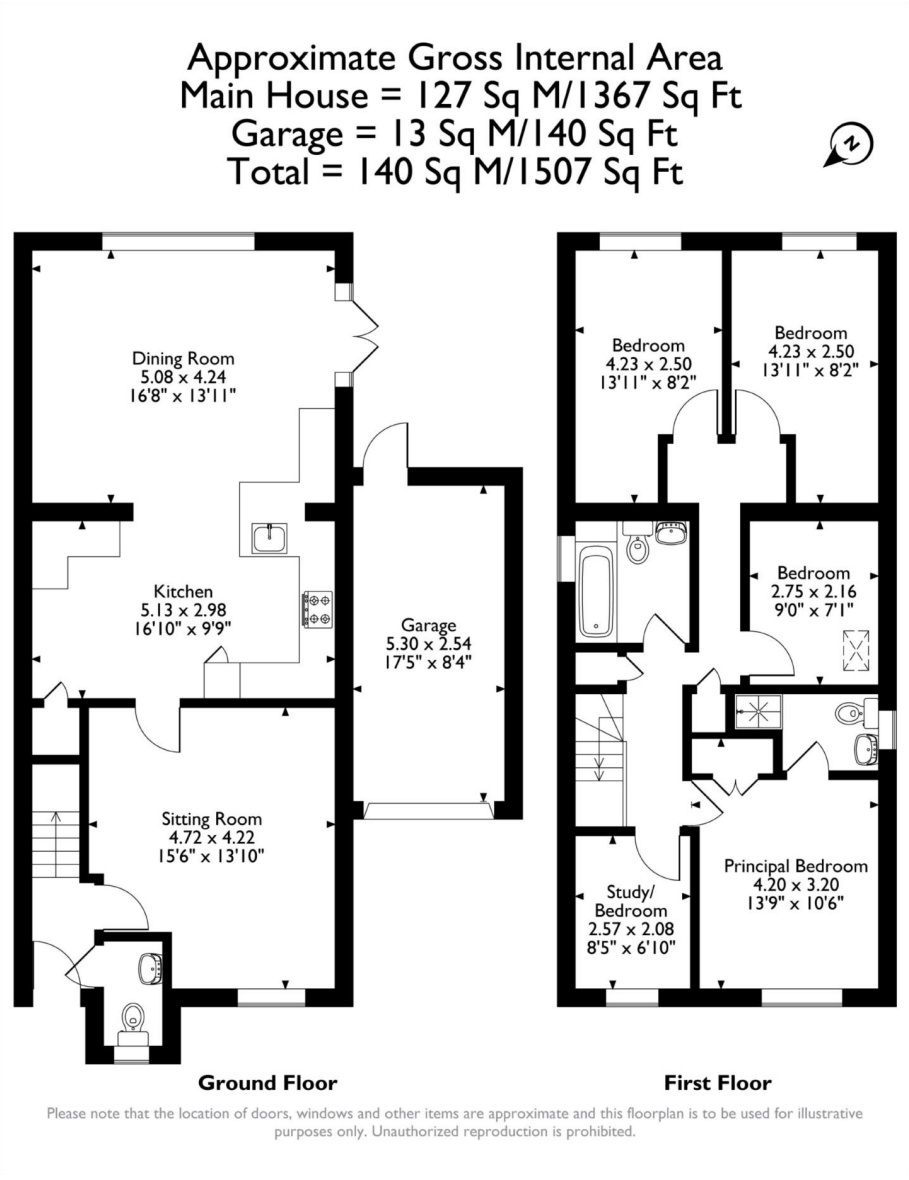 Approximate Gross Internal Area
Main House = 127 Sq M/1367 Sq Ft
Garage = 13 Sq M/140 Sq Ft
Total = 140 Sq M/1507 Sq Ft
N
Dining Room
5.08 x 4.24
16'8" x 13'11"
Kitchen
5.13 x 2.98
16'10" x 9'9"
Garage
5.30 x 2.54
17'5" x 8'4"
Sitting Room
4.72 x 4.22
15'6" x 13'10"
Ground Floor
Bedroom
4.23 x 2.50
13'11" x 8'2"
Bedroom
4.23 x 2.50
13'11" x 8'2"
Bedroom
2.75 x 2.16
9'0" x 7'1"
Principal Bedroom
4.20 x 3.20
13'9" x 10'6"
Study/
Bedroom
2.57 x 2.08
8'5" x 6'10"
First Floor
Please note that the location of doors, windows and other items are approximate and this floorplan is to be used for illustrative
purposes only. Unauthorized reproduction is prohibited.